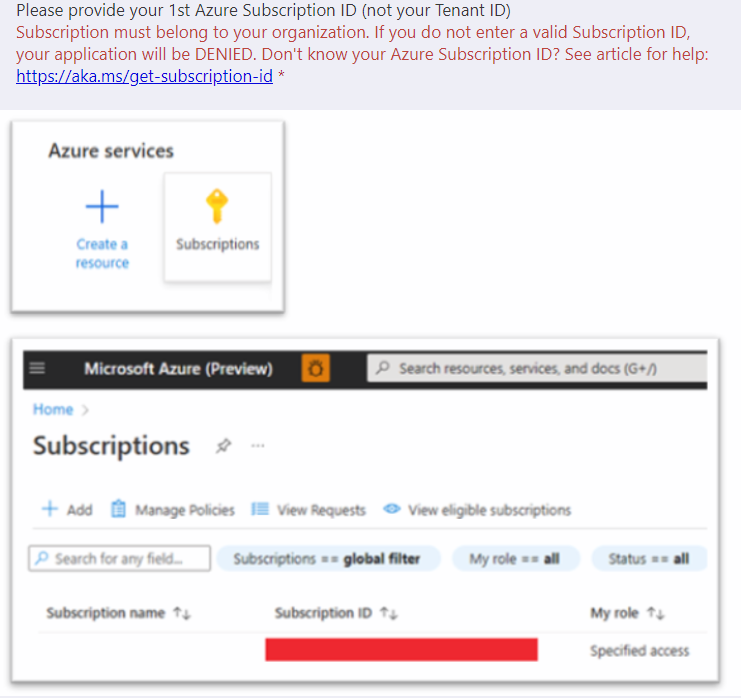 Please provide your 1st Azure Subscription ID (not your Tenant ID)
Subscription must belong to your organization. If you do not enter a valid Subscription ID,
your application will be DENIED. Don't know your Azure Subscription ID? See article for help:
https://aka.ms/get-subscription-id *
Azure services
Create a
resource
Subscriptions
Microsoft Azure (Preview)
Search resources, services, and docs (G+/)
Home >
Subscriptions
...
Add
Manage Policies
View Requests
View eligible subscriptions
Search for any field...
Subscriptions == global filter
My role == all
Status == all
Subscription name ↑↓
Subscription ID ↑↓
My role ↑↓
Specified access